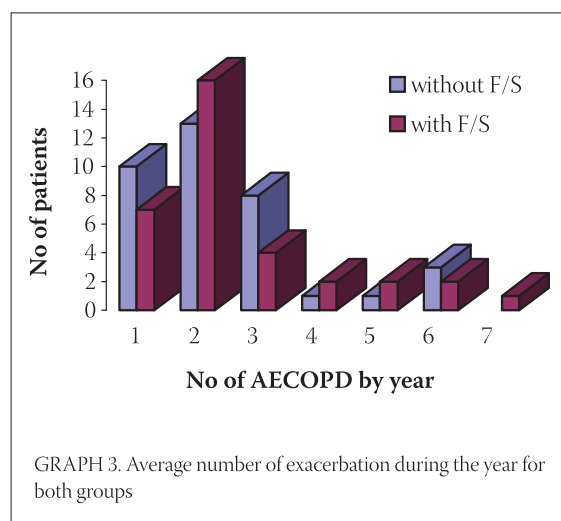 16
14
12
10
8
6
4
2
0
No of patients
without F/S
with F/S
1 2 3 4 5 6 7
No of AECOPD by year
GRAPH 3. Average number of exacerbation during the year for
both groups